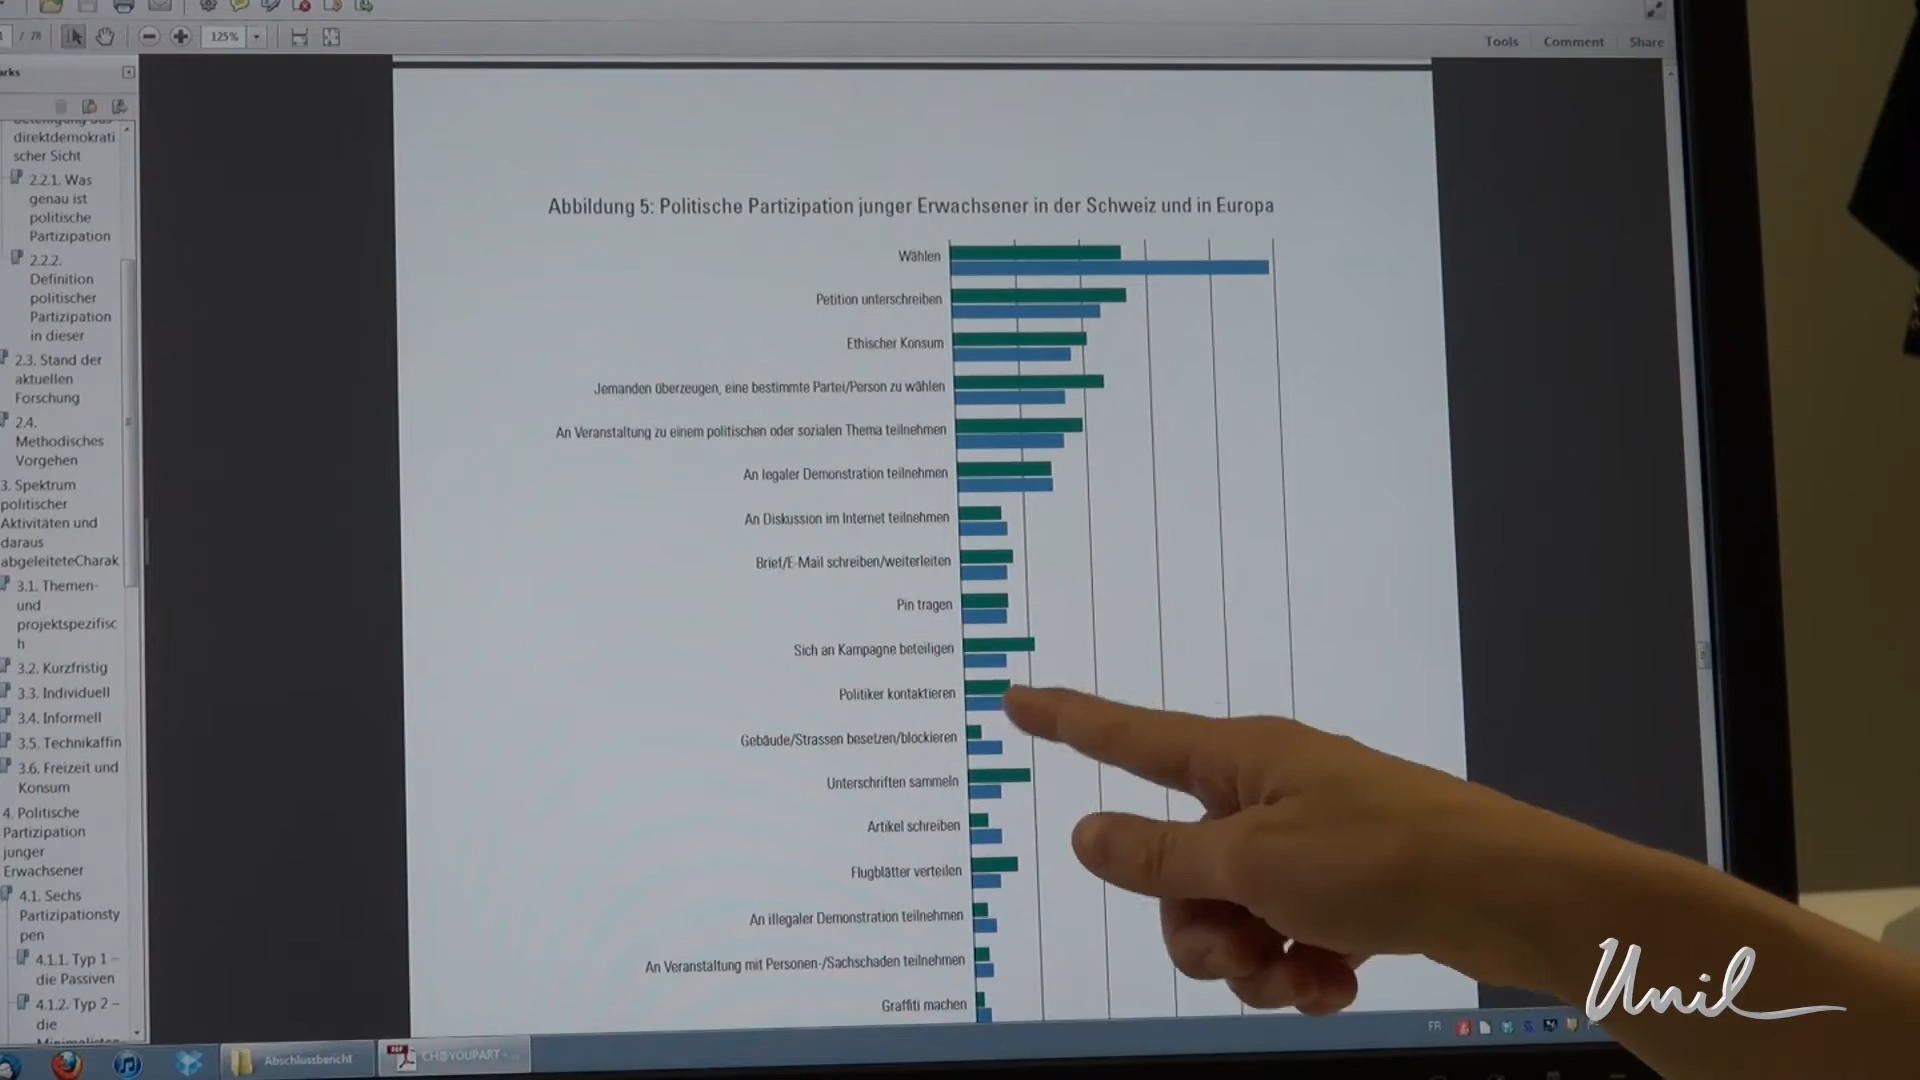 / 78
125%
Tools
Comment
Share
direktdemokrati
scher Sicht
2.2.1. Was
genau ist
politische
Partizipation
2.2.2.
Definition
politischer
Partizipation
in dieser
2.3. Stand der
aktuellen
Forschung
2.4.
Methodisches
Vorgehen
3. Spektrum
politischer
Aktivitäten und
daraus
abgeleiteteCharak
3.1. Themen-
und
projektspezifisc
h
3.2. Kurzfristig
3.3. Individuell
3.4. Informell
3.5. Technikaffin
3.6. Freizeit und
Konsum
4. Politische
Partizipation
junger
Erwachsener
4.1. Sechs
Partizipationsty
pen
4.1.1. Typ 1 –
die Passiven
4.1.2. Typ 2 –
die
Abbildung 5: Politische Partizipation junger Erwachsener in der Schweiz und in Europa
Wählen
Petition unterschreiben
Ethischer Konsum
Jemanden überzeugen, eine bestimmte Partei/Person zu wählen
An Veranstaltung zu einem politischen oder sozialen Thema teilnehmen
An legaler Demonstration teilnehmen
An Diskussion im Internet teilnehmen
Brief/E-Mail schreiben/weiterleiten
Pin tragen
Sich an Kampagne beteiligen
Politiker kontaktieren
Gebäude/Strassen besetzen/blockieren
Unterschriften sammeln
Artikel schreiben
Flugblätter verteilen
An illegaler Demonstration teilnehmen
An Veranstaltung mit Personen-/Sachschaden teilnehmen
Graffiti machen
Unil
FR
Abschlussbericht
CH@YOUPART - ...